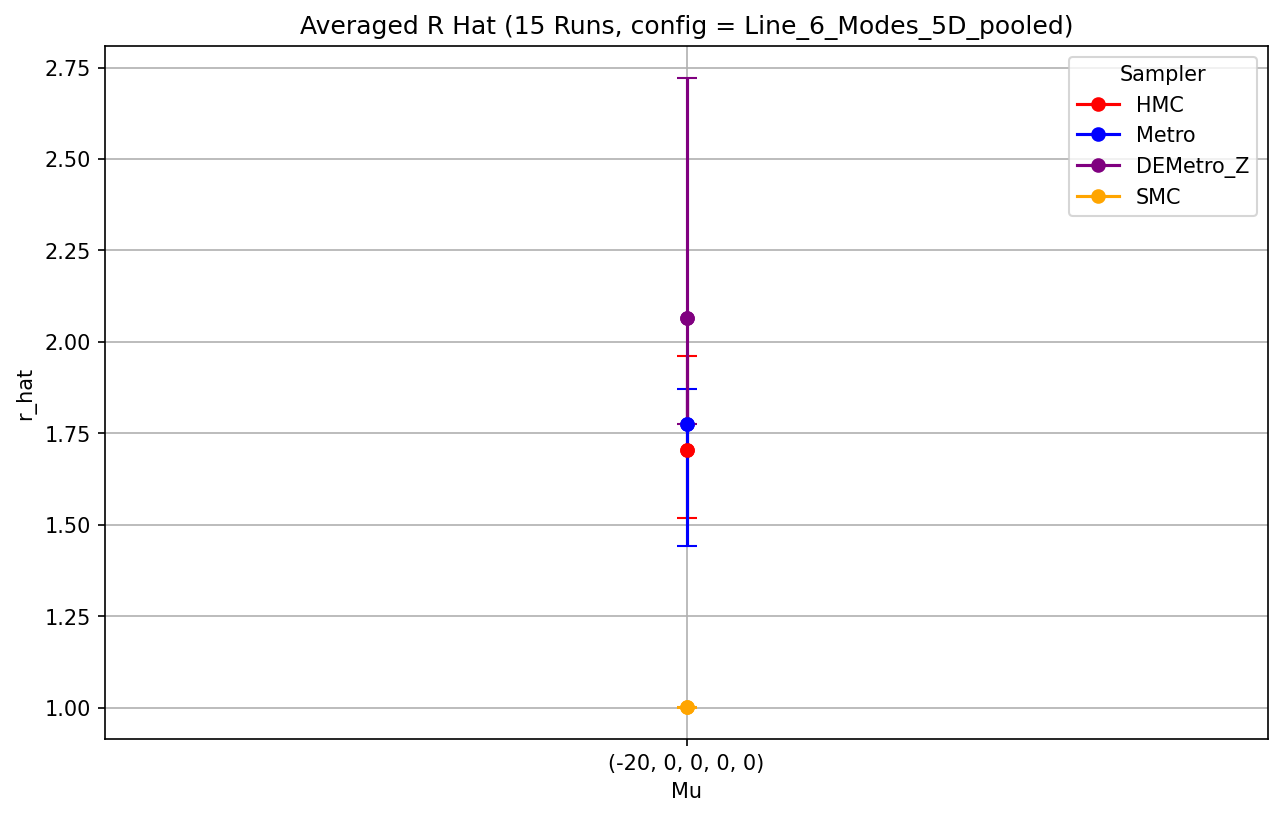 Averaged R Hat (15 Runs, config = Line_6_Modes_5D_pooled)
2.75
2.50
2.25
2.00
1.75
1.50
1.25
1.00
r_hat
Sampler
HMC
Metro
DEMetro_Z
SMC
(-20, 0, 0, 0, 0)
Mu